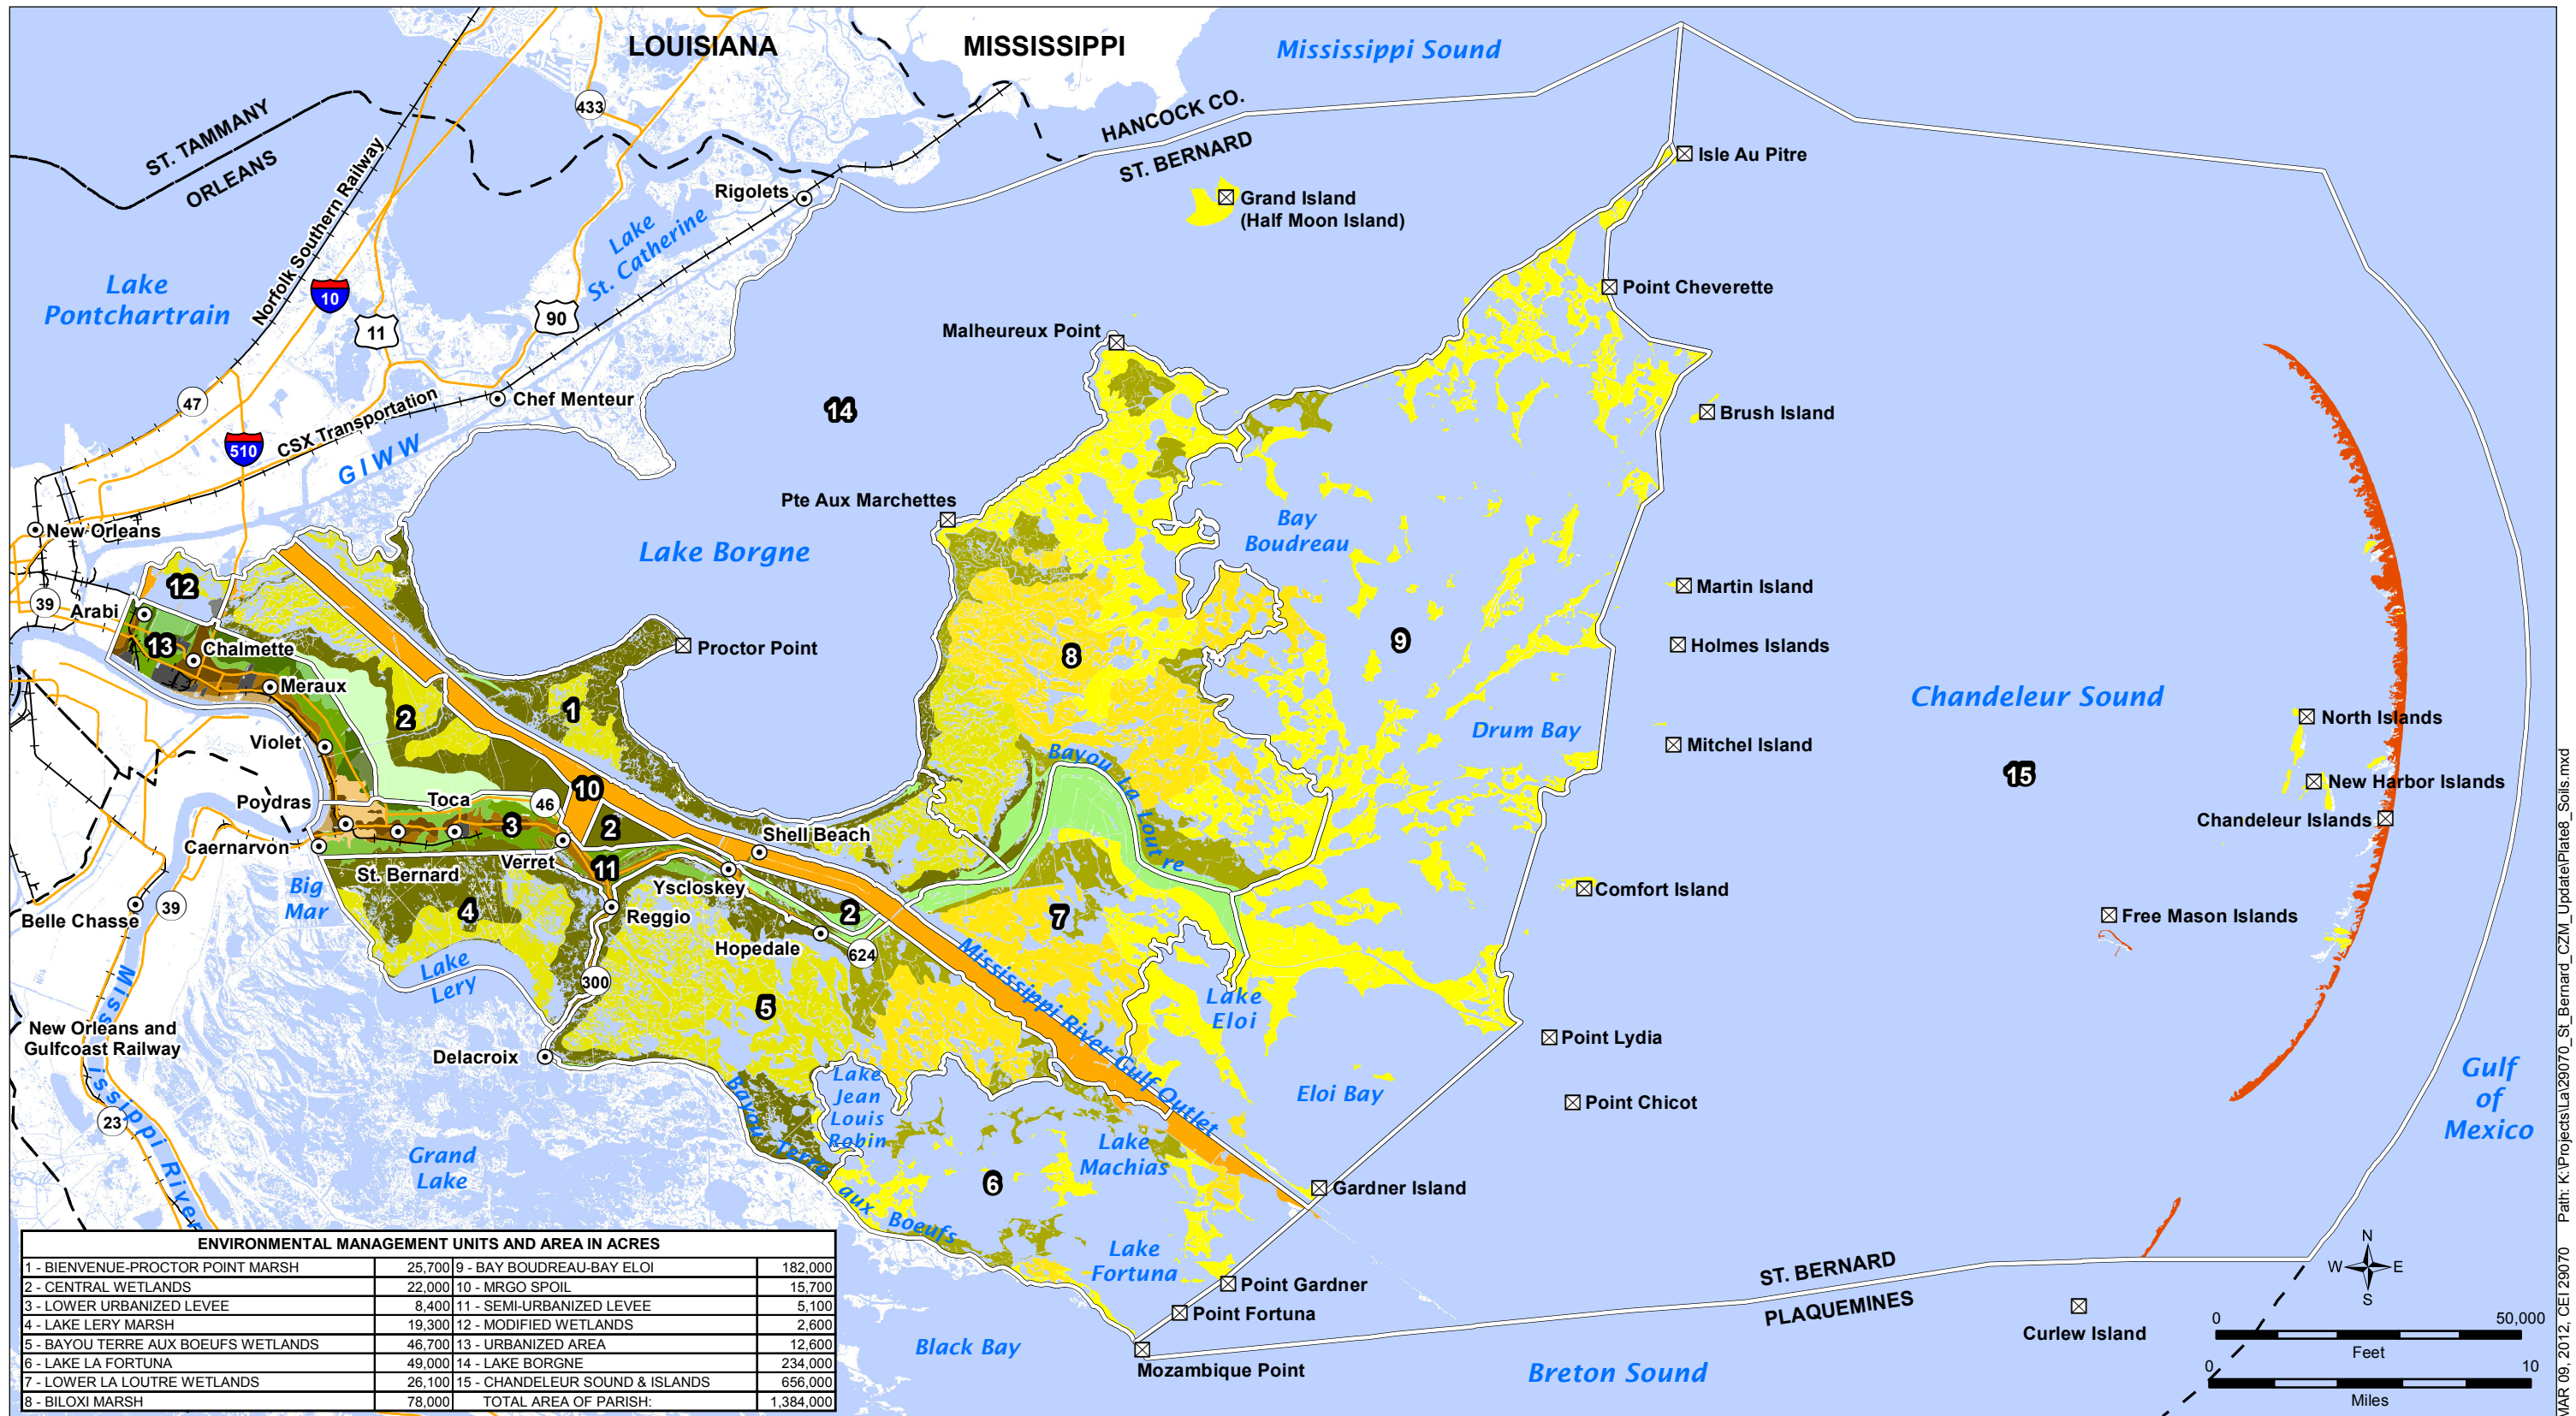 LOUISIANA
MISSISSIPPI
Mississippi Sound
433
HANCOCK CO.
ST. BERNARD
ST. TAMMANY
ORLEANS
Norfolk Southern Railway
Isle Au Pitre
Rigolets
Grand Island
(Half Moon Island)
Lake
St. Catherine
Lake
Pontchartrain
10
11
90
Point Cheverette
Malheureux Point
47
Chef Menteur
14
Brush Island
CSX Transportation
510
GIWW
Pte Aux Marchettes
Bay
Boudreau
New Orleans
Lake Borgne
12
39
Arabi
13
Chalmette
Proctor Point
8
9
Martin Island
Holmes Islands
Meraux
2
1
Chandeleur Sound
North Islands
Violet
Drum Bay
Mitchel Island
Bayou La Loutre
15
New Harbor Islands
10
Poydras
Toca
46
3
2
Shell Beach
Chandeleur Islands
Caernarvon
Verret
11
St. Bernard
Yscloskey
Big
Mar
Comfort Island
Belle Chasse
39
4
Reggio
2
7
Free Mason Islands
Hopedale
624
Lake
Lery
300
Mississippi River Gulf Outlet
5
Lake
Eloi
New Orleans and
Gulfcoast Railway
Mississippi River
Delacroix
Point Lydia
Lake
Jean
Louis
Robin
Eloi Bay
Point Chicot
Gulf
of
Mexico
23
Bayou Terre aux Boeufs
Grand
Lake
Lake
Machias
6
Gardner Island
Lake
Fortuna
Point Gardner
Point Fortuna
ST. BERNARD
PLAQUEMINES
Black Bay
Mozambique Point
Breton Sound
Curlew Island
N
W E
S
0 50,000
Feet
0 10
Miles
ENVIRONMENTAL MANAGEMENT UNITS AND AREA IN ACRES
1 - BIENVENUE-PROCTOR POINT MARSH 25,700 9 - BAY BOUDREAU-BAY ELOI 182,000
2 - CENTRAL WETLANDS 22,000 10 - MRGO SPOIL 15,700
3 - LOWER URBANIZED LEVEE 8,400 11 - SEMI-URBANIZED LEVEE 5,100
4 - LAKE LERY MARSH 19,300 12 - MODIFIED WETLANDS 2,600
5 - BAYOU TERRE AUX BOEUFS WETLANDS 46,700 13 - URBANIZED AREA 12,600
6 - LAKE LA FORTUNA 49,000 14 - LAKE BORGNE 234,000
7 - LOWER LA LOUTRE WETLANDS 26,100 15 - CHANDELEUR SOUND & ISLANDS 656,000
8 - BILOXI MARSH 78,000 TOTAL AREA OF PARISH: 1,384,000
MAR 09, 2012, CEI 29070 Path: K:\Projects\La\29070_St_Bernard_CZM_Update\Plate8_Soils.mxd